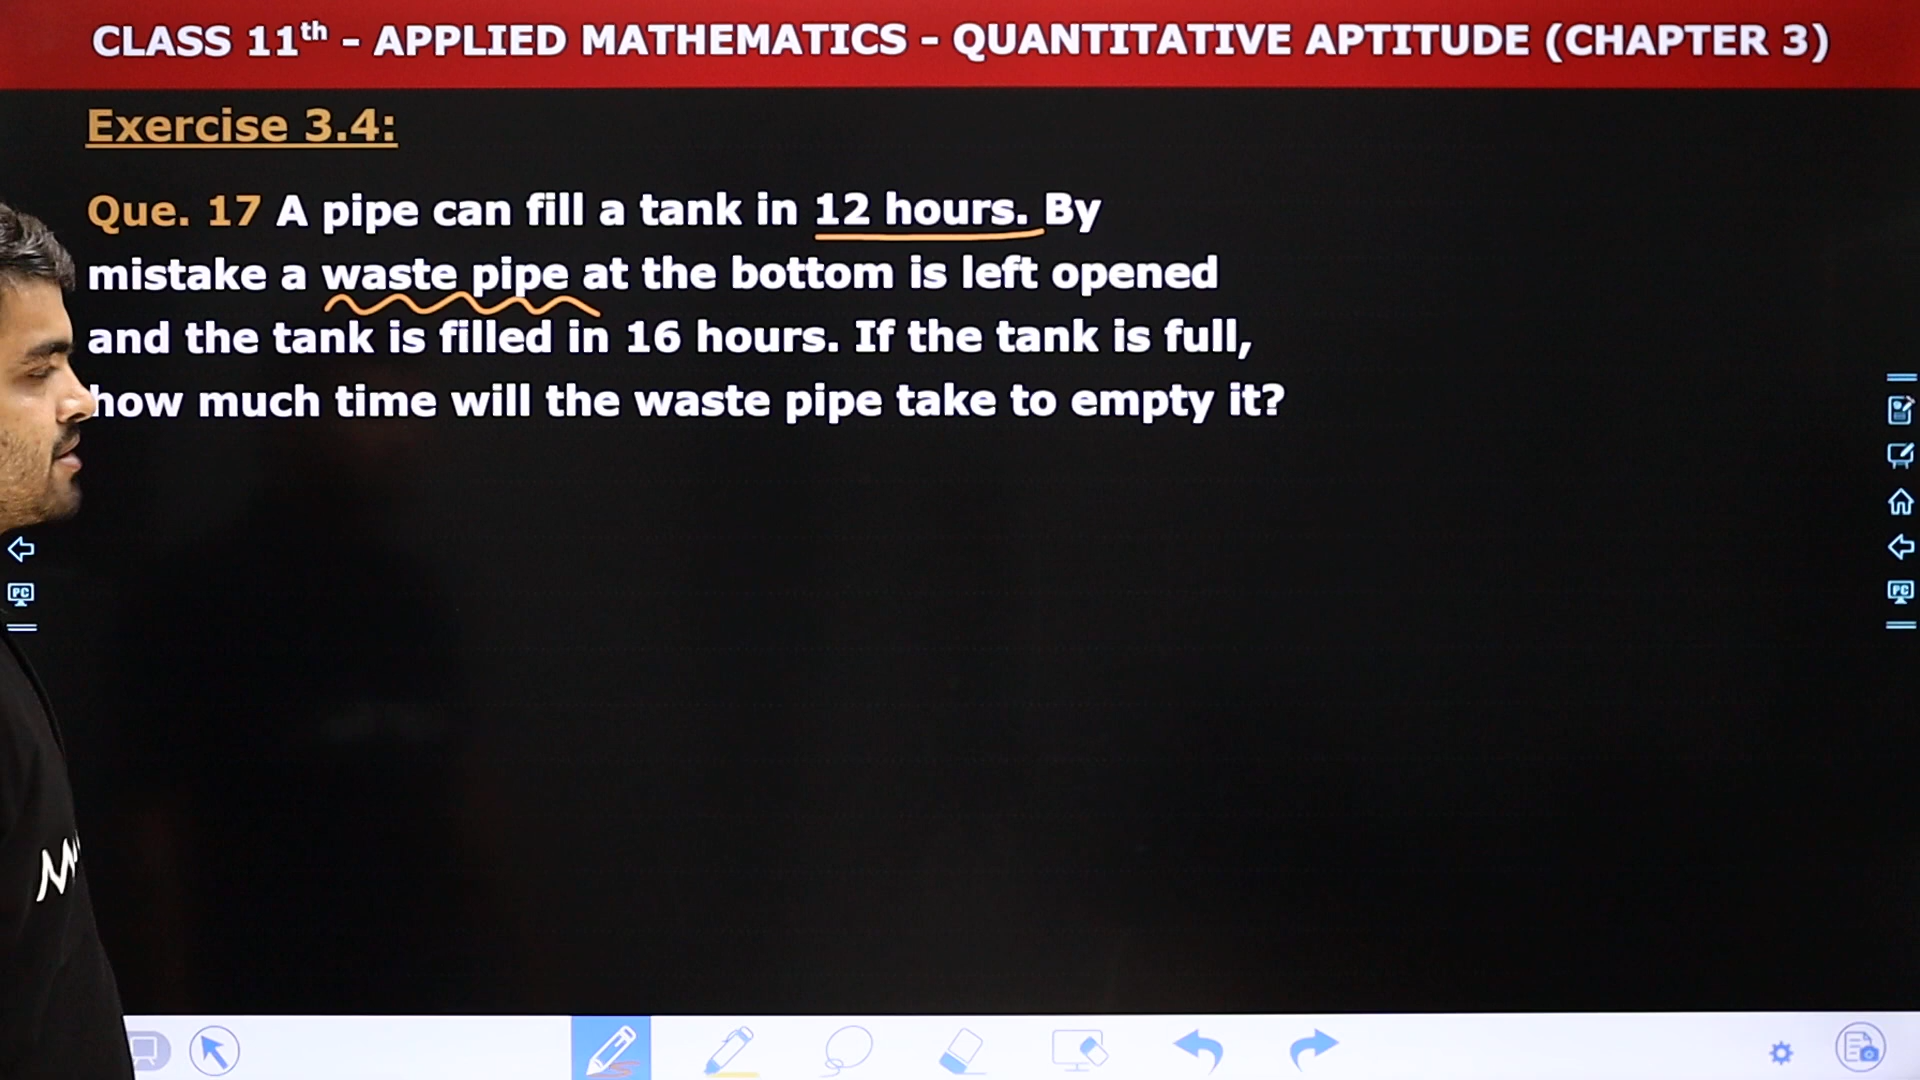 CLASS 11th - APPLIED MATHEMATICS - QUANTITATIVE APTITUDE (CHAPTER 3)
Exercise 3.4:
Que. 17 A pipe can fill a tank in 12 hours. By
mistake a waste pipe at the bottom is left opened
and the tank is filled in 16 hours. If the tank is full,
how much time will the waste pipe take to empty it?
PC
PC